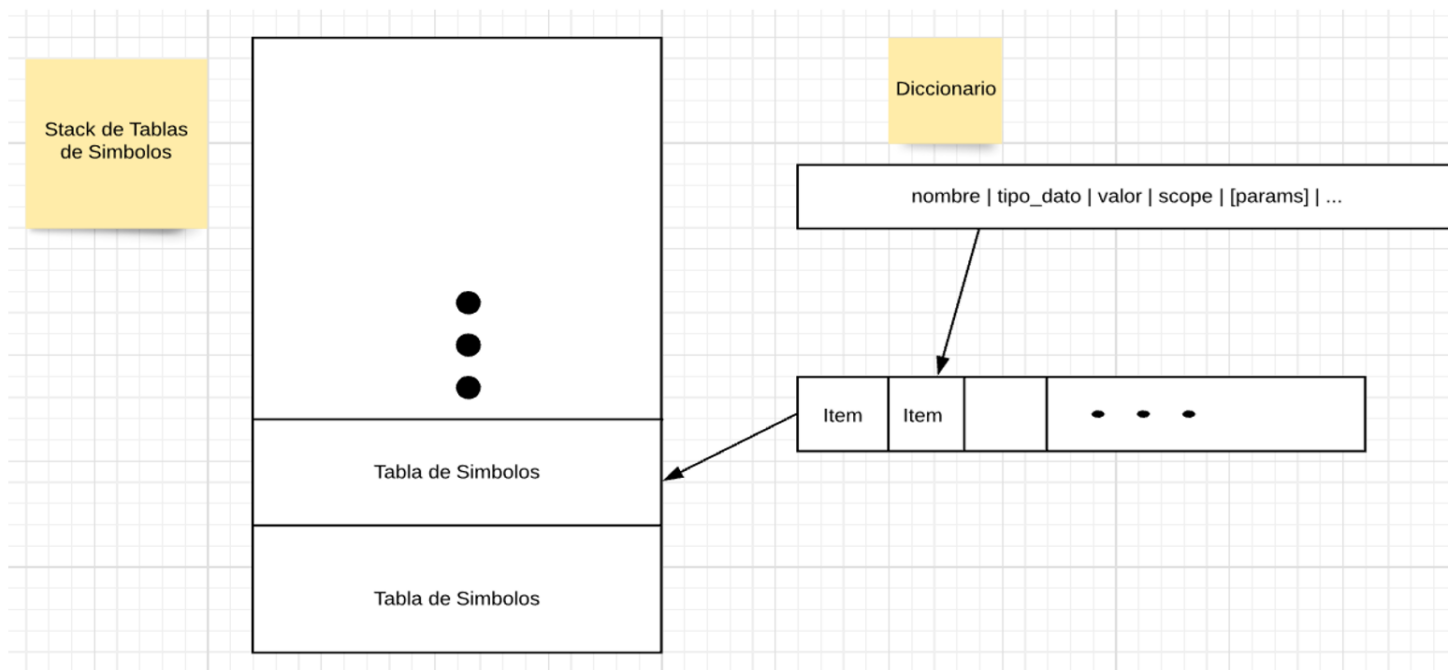 Stack de Tablas
de Simbolos
Diccionario
nombre | tipo_dato | valor | scope | [params] | ...
Item
Item
Tabla de Simbolos
Tabla de Simbolos